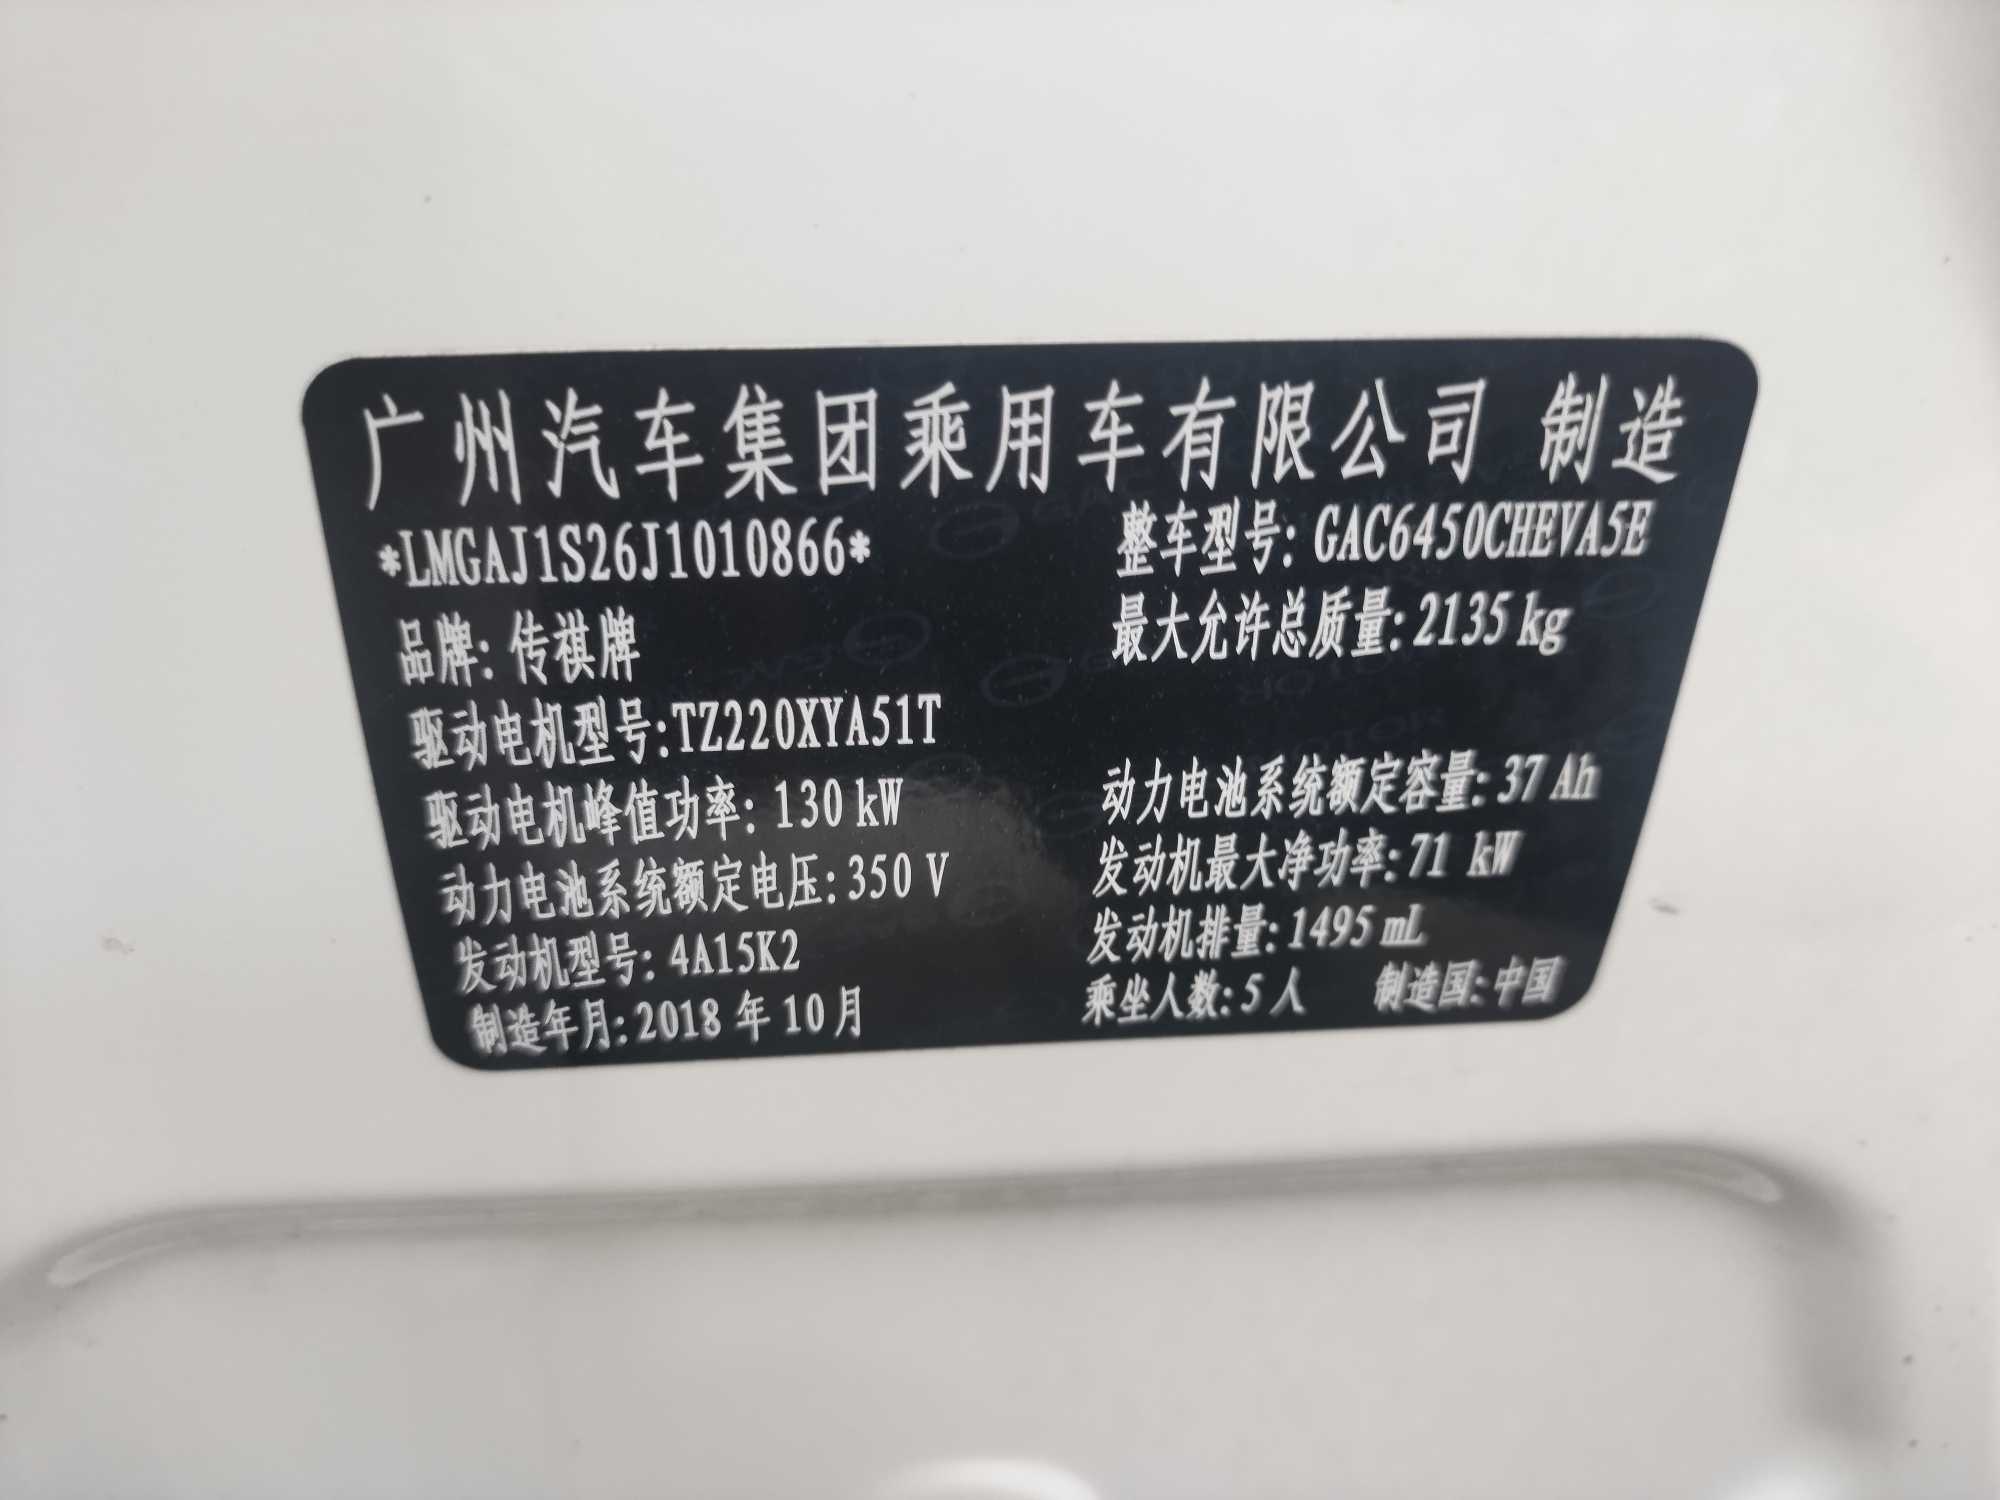 广州汽车集团乘用车有限公司 制造
*LMGAJ1S26J1010866* 整车型号: GAC6450CHEVA5E
品牌: 传祺牌 最大允许总质量: 2135 kg
驱动电机型号: TZ220XYA51T
驱动电机峰值功率: 130 kW 动力电池系统额定容量: 37 Ah
动力电池系统额定电压: 350 V 发动机最大净功率: 71 kW
发动机型号: 4A15K2 发动机排量: 1495 mL
制造年月: 2018 年 10 月 乘坐人数: 5 人 制造国: 中国